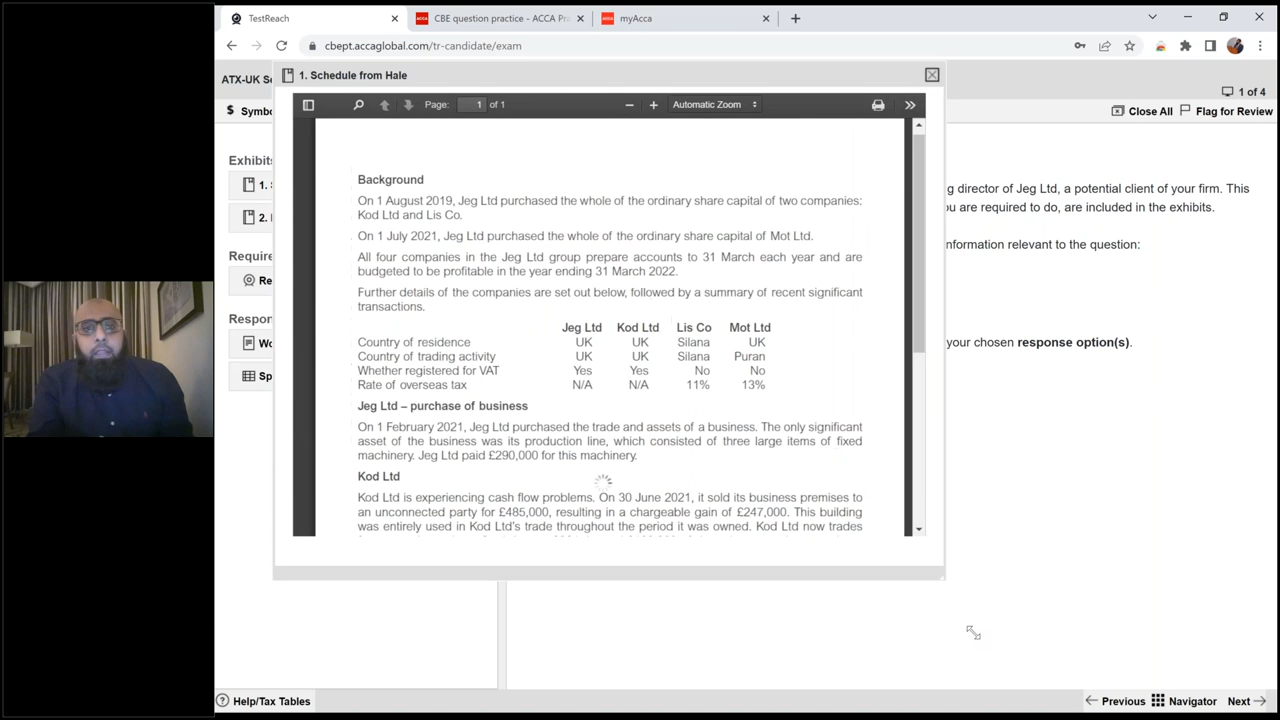 TestReach
CBE question practice - ACCA Pr
myAcca
cbept.accaglobal.com/tr-candidate/exam
ATX-UK Se
1. Schedule from Hale
1 of 4
$ Symbo
Page: 1 of 1
Automatic Zoom
Close All
Flag for Review
Exhibits
1.
2.
Require
Re
Respon
Wo
Sp
g director of Jeg Ltd, a potential client of your firm. This
ou are required to do, are included in the exhibits.
nformation relevant to the question:
your chosen response option(s).
Background
On 1 August 2019, Jeg Ltd purchased the whole of the ordinary share capital of two companies:
Kod Ltd and Lis Co.
On 1 July 2021, Jeg Ltd purchased the whole of the ordinary share capital of Mot Ltd.
All four companies in the Jeg Ltd group prepare accounts to 31 March each year and are
budgeted to be profitable in the year ending 31 March 2022.
Further details of the companies are set out below, followed by a summary of recent significant
transactions.
Jeg Ltd Kod Ltd Lis Co Mot Ltd
Country of residence UK UK Silana UK
Country of trading activity UK UK Silana Puran
Whether registered for VAT Yes Yes No No
Rate of overseas tax N/A N/A 11% 13%
Jeg Ltd – purchase of business
On 1 February 2021, Jeg Ltd purchased the trade and assets of a business. The only significant
asset of the business was its production line, which consisted of three large items of fixed
machinery. Jeg Ltd paid £290,000 for this machinery.
Kod Ltd
Kod Ltd is experiencing cash flow problems. On 30 June 2021, it sold its business premises to
an unconnected party for £485,000, resulting in a chargeable gain of £247,000. This building
was entirely used in Kod Ltd's trade throughout the period it was owned. Kod Ltd now trades
Help/Tax Tables
Previous
Navigator
Next